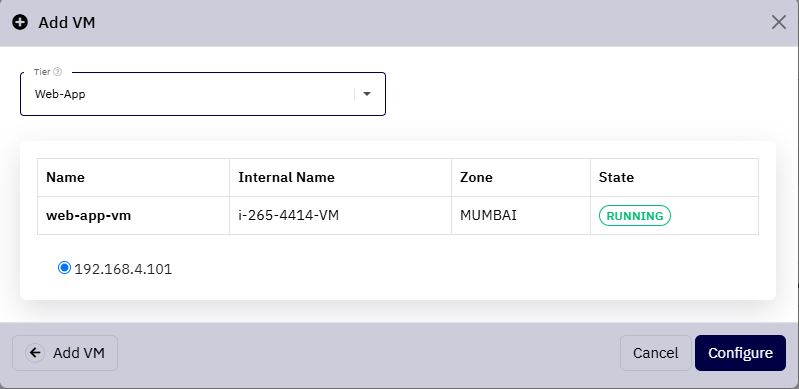 Add VM
Tier
Web-App
Name Internal Name Zone State
web-app-vm i-265-4414-VM MUMBAI RUNNING
192.168.4.101
Add VM Cancel Configure